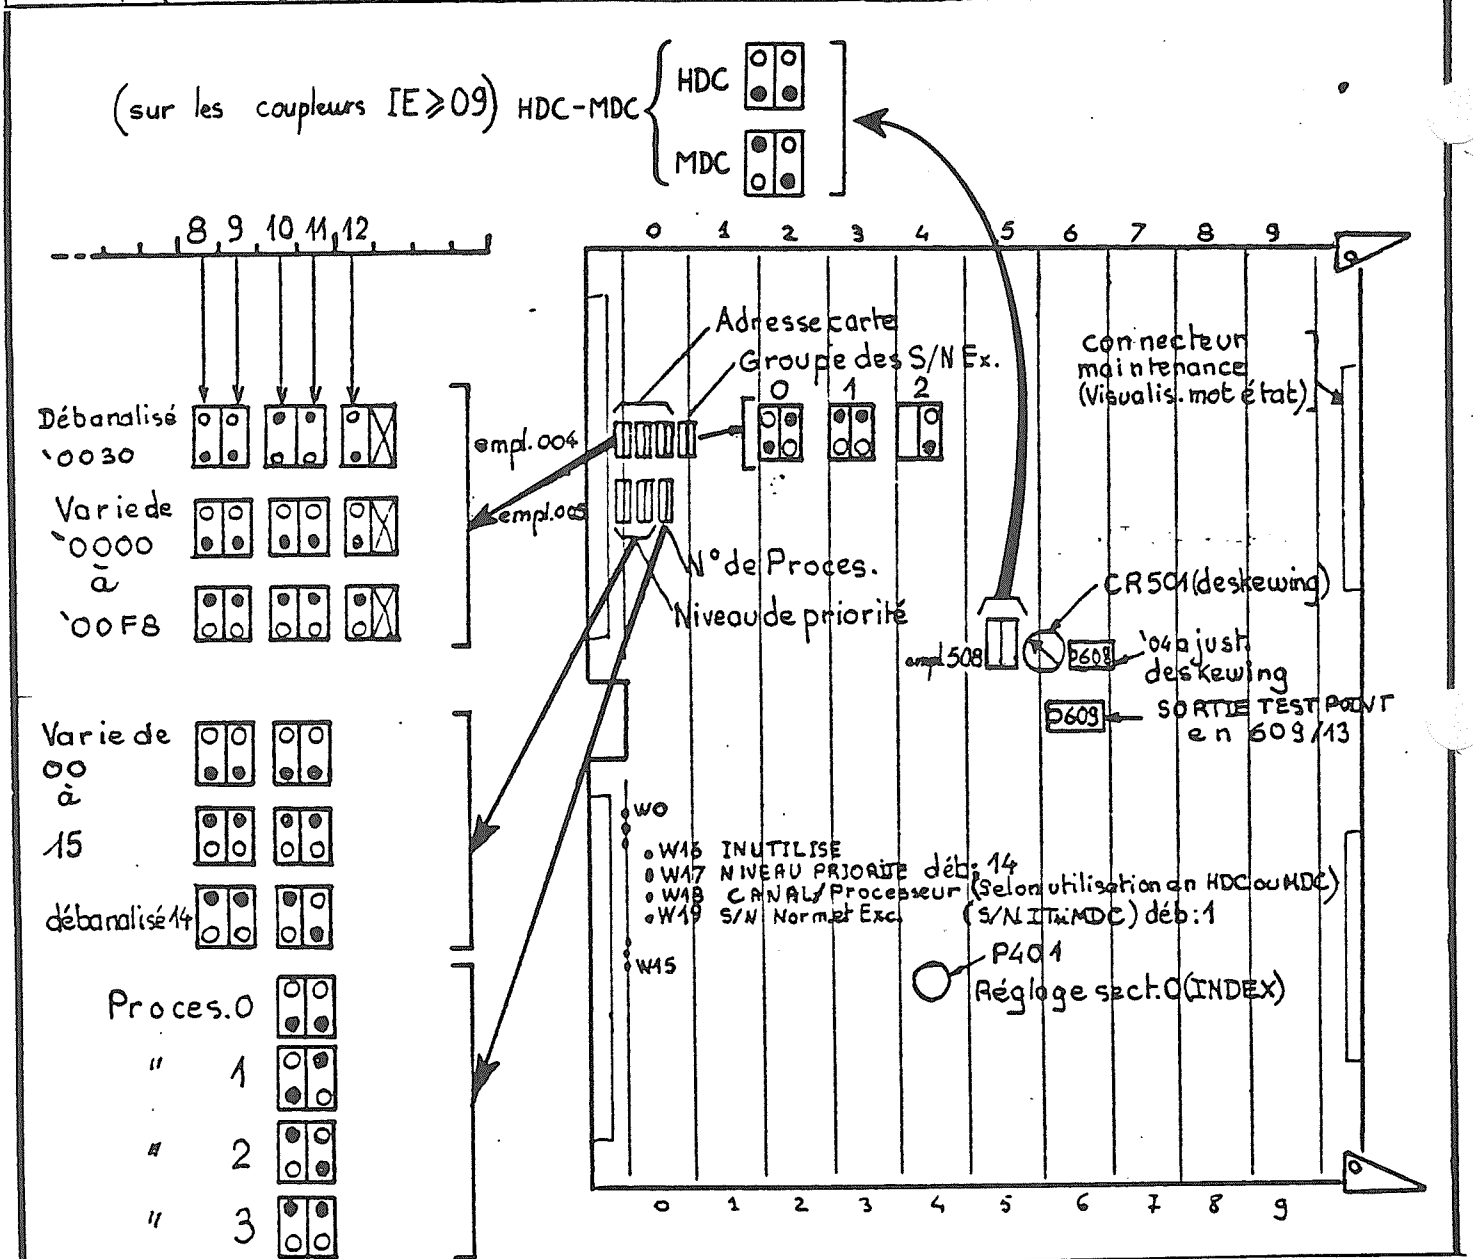 (sur les coupleurs IE≥09) HDC-MDC
HDC
MDC
8 9 10 11 12
0 1 2 3 4 5 6 7 8 9
Adresse carte
Groupe des S/N Ex.
0 1 2
connecteur
maintenance
(Visualis. mot état)
Débanalisé
'0030
Varie de
'0000
à
'00F8
empl.004
empl.005
N° de Proces.
Niveau de priorité
CR501 (deskewing)
empl 508
608
'04 ajust
deskewing
609
SORTIE TEST POINT
en 609/13
Varie de
00
à
15
débanalisé 14
W0
W16 INUTILISE
W17 NIVEAU PRIORITE déb: 14
W18 CANAL/Processeur (Selon utilisation en HDC ou MDC)
W19 S/N Norm et Exc. (S/N ITiMDC) déb:1
W15
P401
Réglage sect.0 (INDEX)
Proces. 0
" 1
" 2
" 3
0 1 2 3 4 5 6 7 8 9